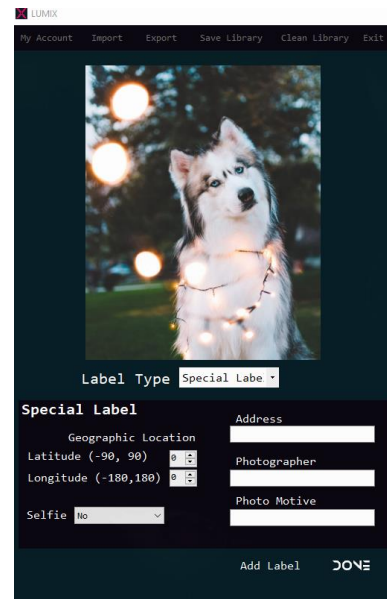 LUMIX
My Account Import Export Save Library Clean Library Exit
Label Type Special Labe
Special Label
Address
Geographic Location
Latitude (-90, 90) 0
Photographer
Longitude (-180,180) 0
Photo Motive
Selfie No
Add Label DONE